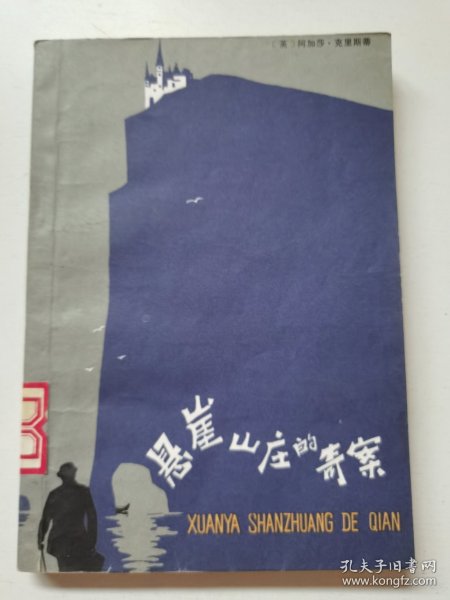 〔英〕阿加莎·克里斯蒂
悬崖山庄的奇案
XUANYA SHANZHUANG DE QIAN
孔夫子旧书网
www.kongfz.com